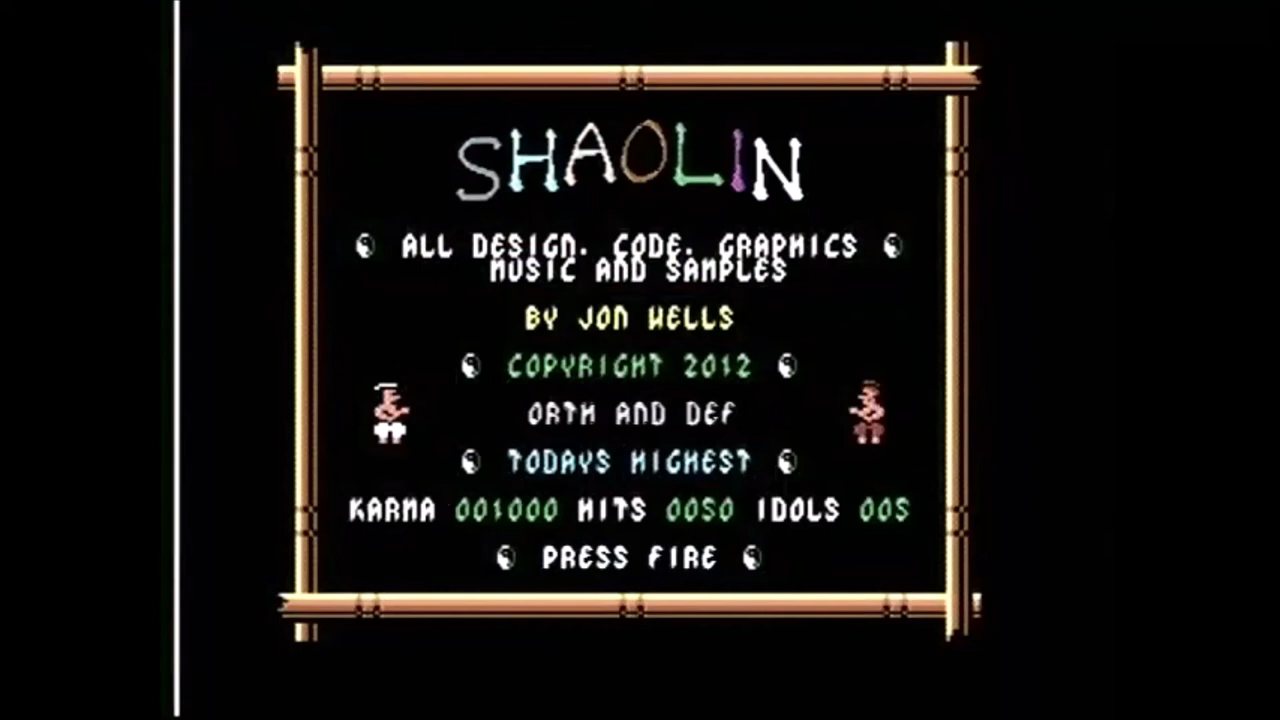 SHAOLIN
ALL DESIGN. CODE. GRAPHICS
MUSIC AND SAMPLES
BY JON WELLS
COPYRIGHT 2012
ORTH AND DEF
TODAYS HIGHEST
KARMA 001000 HITS 0050 IDOLS 005
PRESS FIRE